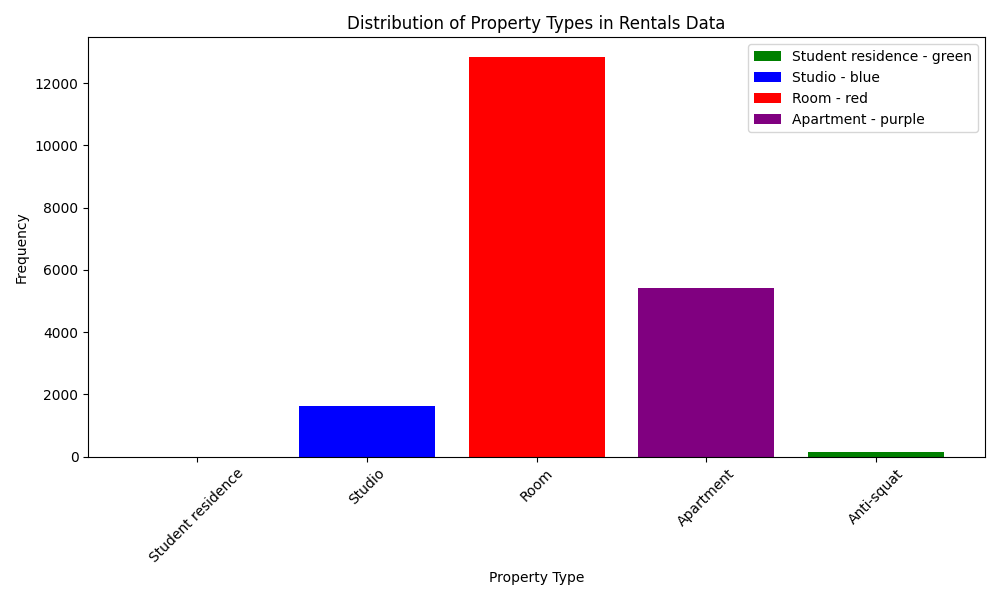 Distribution of Property Types in Rentals Data
Student residence - green
Studio - blue
Room - red
Apartment - purple
Frequency
12000
10000
8000
6000
4000
2000
0
Student residence
Studio
Room
Apartment
Anti-squat
Property Type